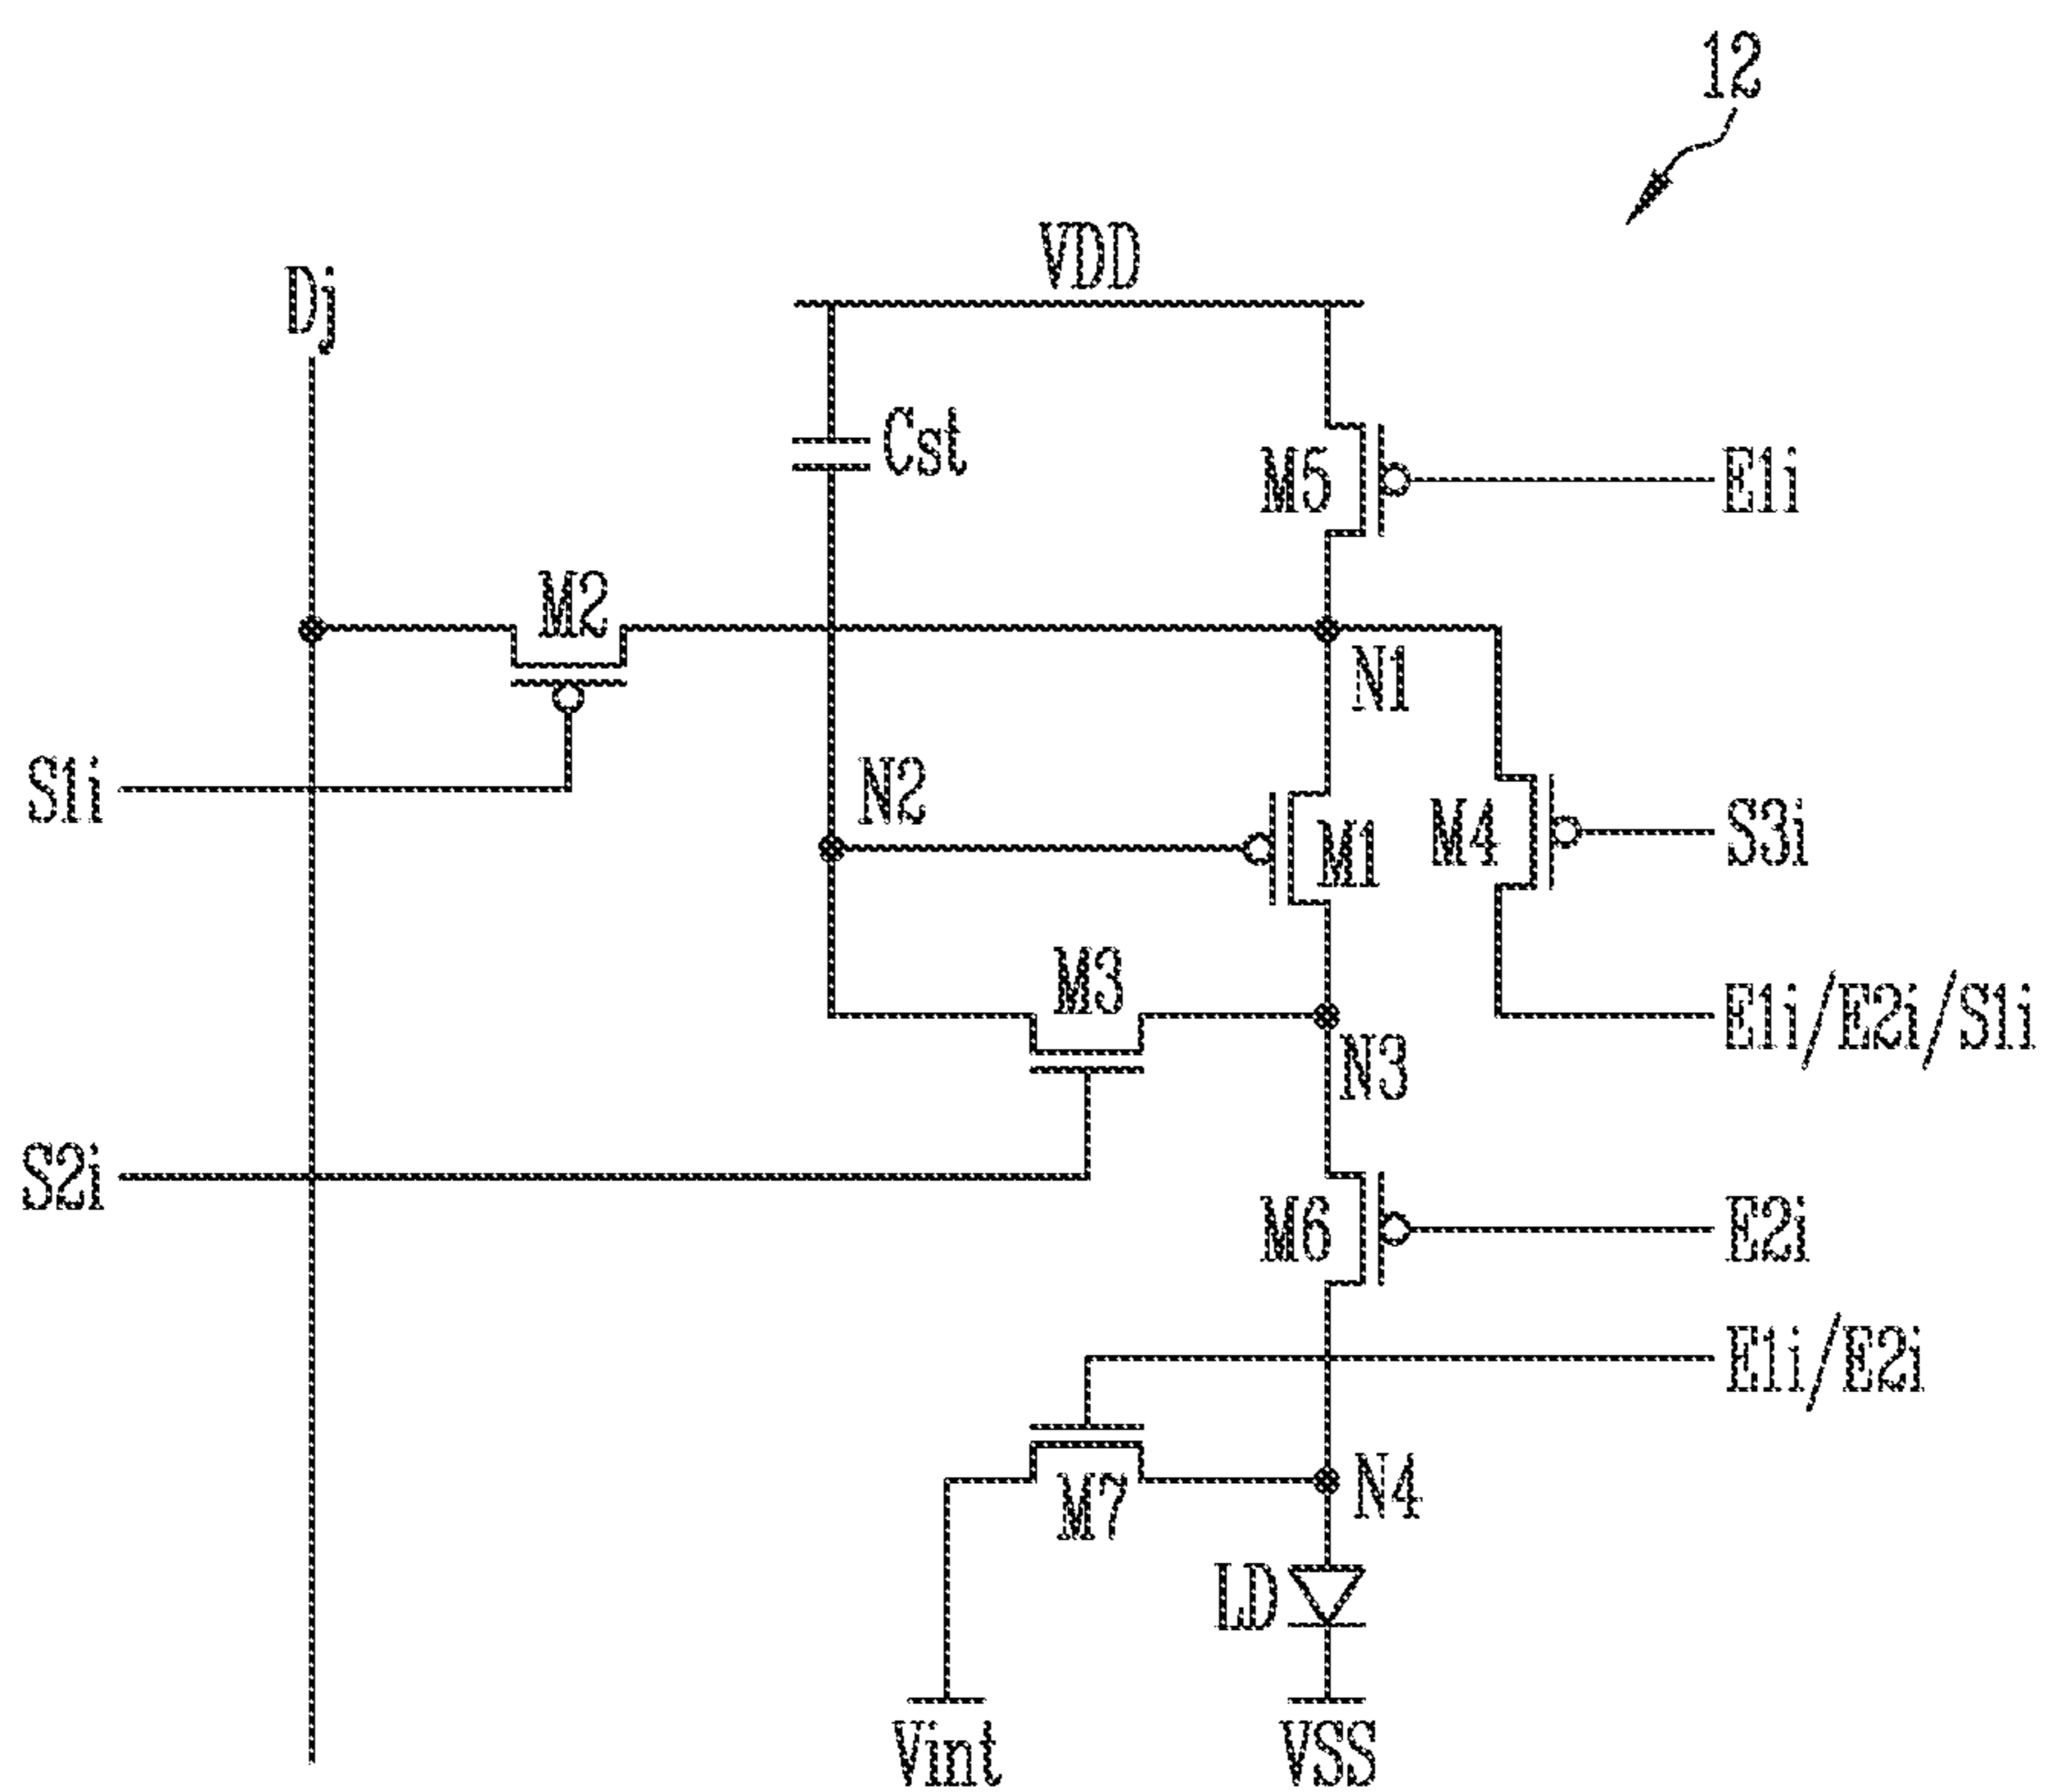 12
VDD
Dj
Cst
M5
E1i
M2
N1
S1i
N2
M1
M4
S3i
M3
E1i/E2i/S1i
N3
S2i
M6
E2i
E1i/E2i
M7
N4
LD
Vint
VSS